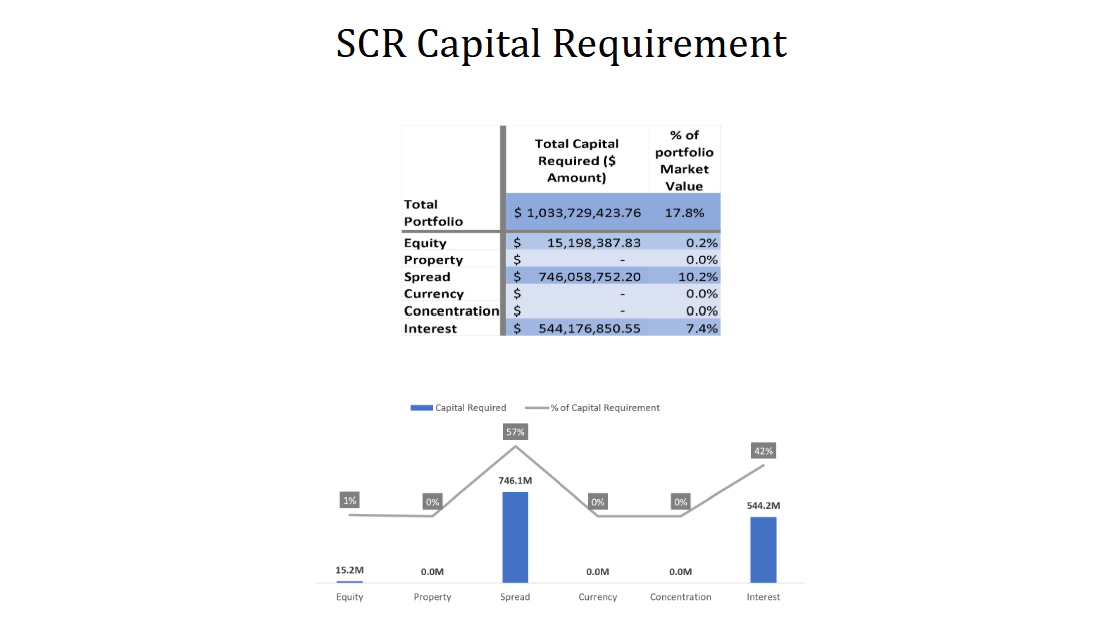 SCR Capital Requirement
Total Capital Required ($ Amount)
% of portfolio Market Value
Total Portfolio $ 1,033,729,423.76 17.8%
Equity $ 15,198,387.83 0.2%
Property $ - 0.0%
Spread $ 746,058,752.20 10.2%
Currency $ - 0.0%
Concentration $ - 0.0%
Interest $ 544,176,850.55 7.4%
Capital Required % of Capital Requirement
57%
42%
1% 0% 0% 0%
746.1M
544.2M
15.2M 0.0M 0.0M 0.0M
Equity Property Spread Currency Concentration Interest